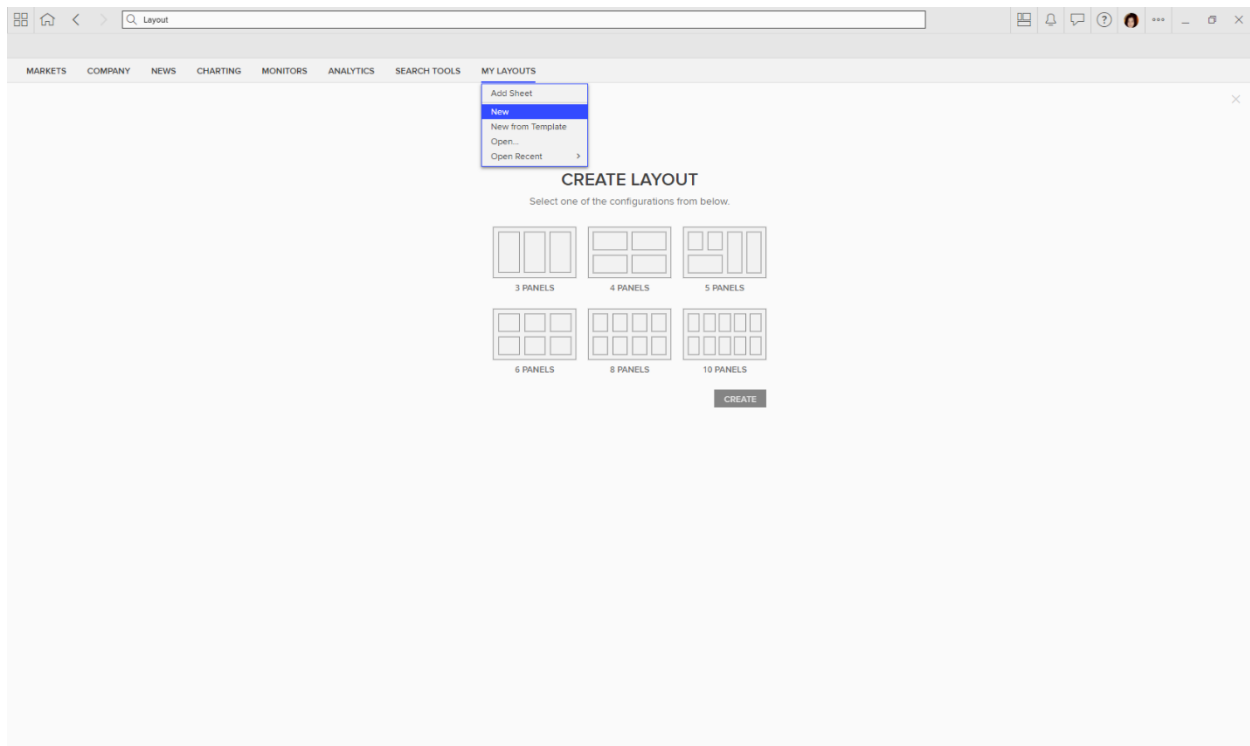 Layout
MARKETS COMPANY NEWS CHARTING MONITORS ANALYTICS SEARCH TOOLS MY LAYOUTS
Add Sheet
New
New from Template
Open...
Open Recent
CREATE LAYOUT
Select one of the configurations from below.
3 PANELS 4 PANELS 5 PANELS
6 PANELS 8 PANELS 10 PANELS
CREATE